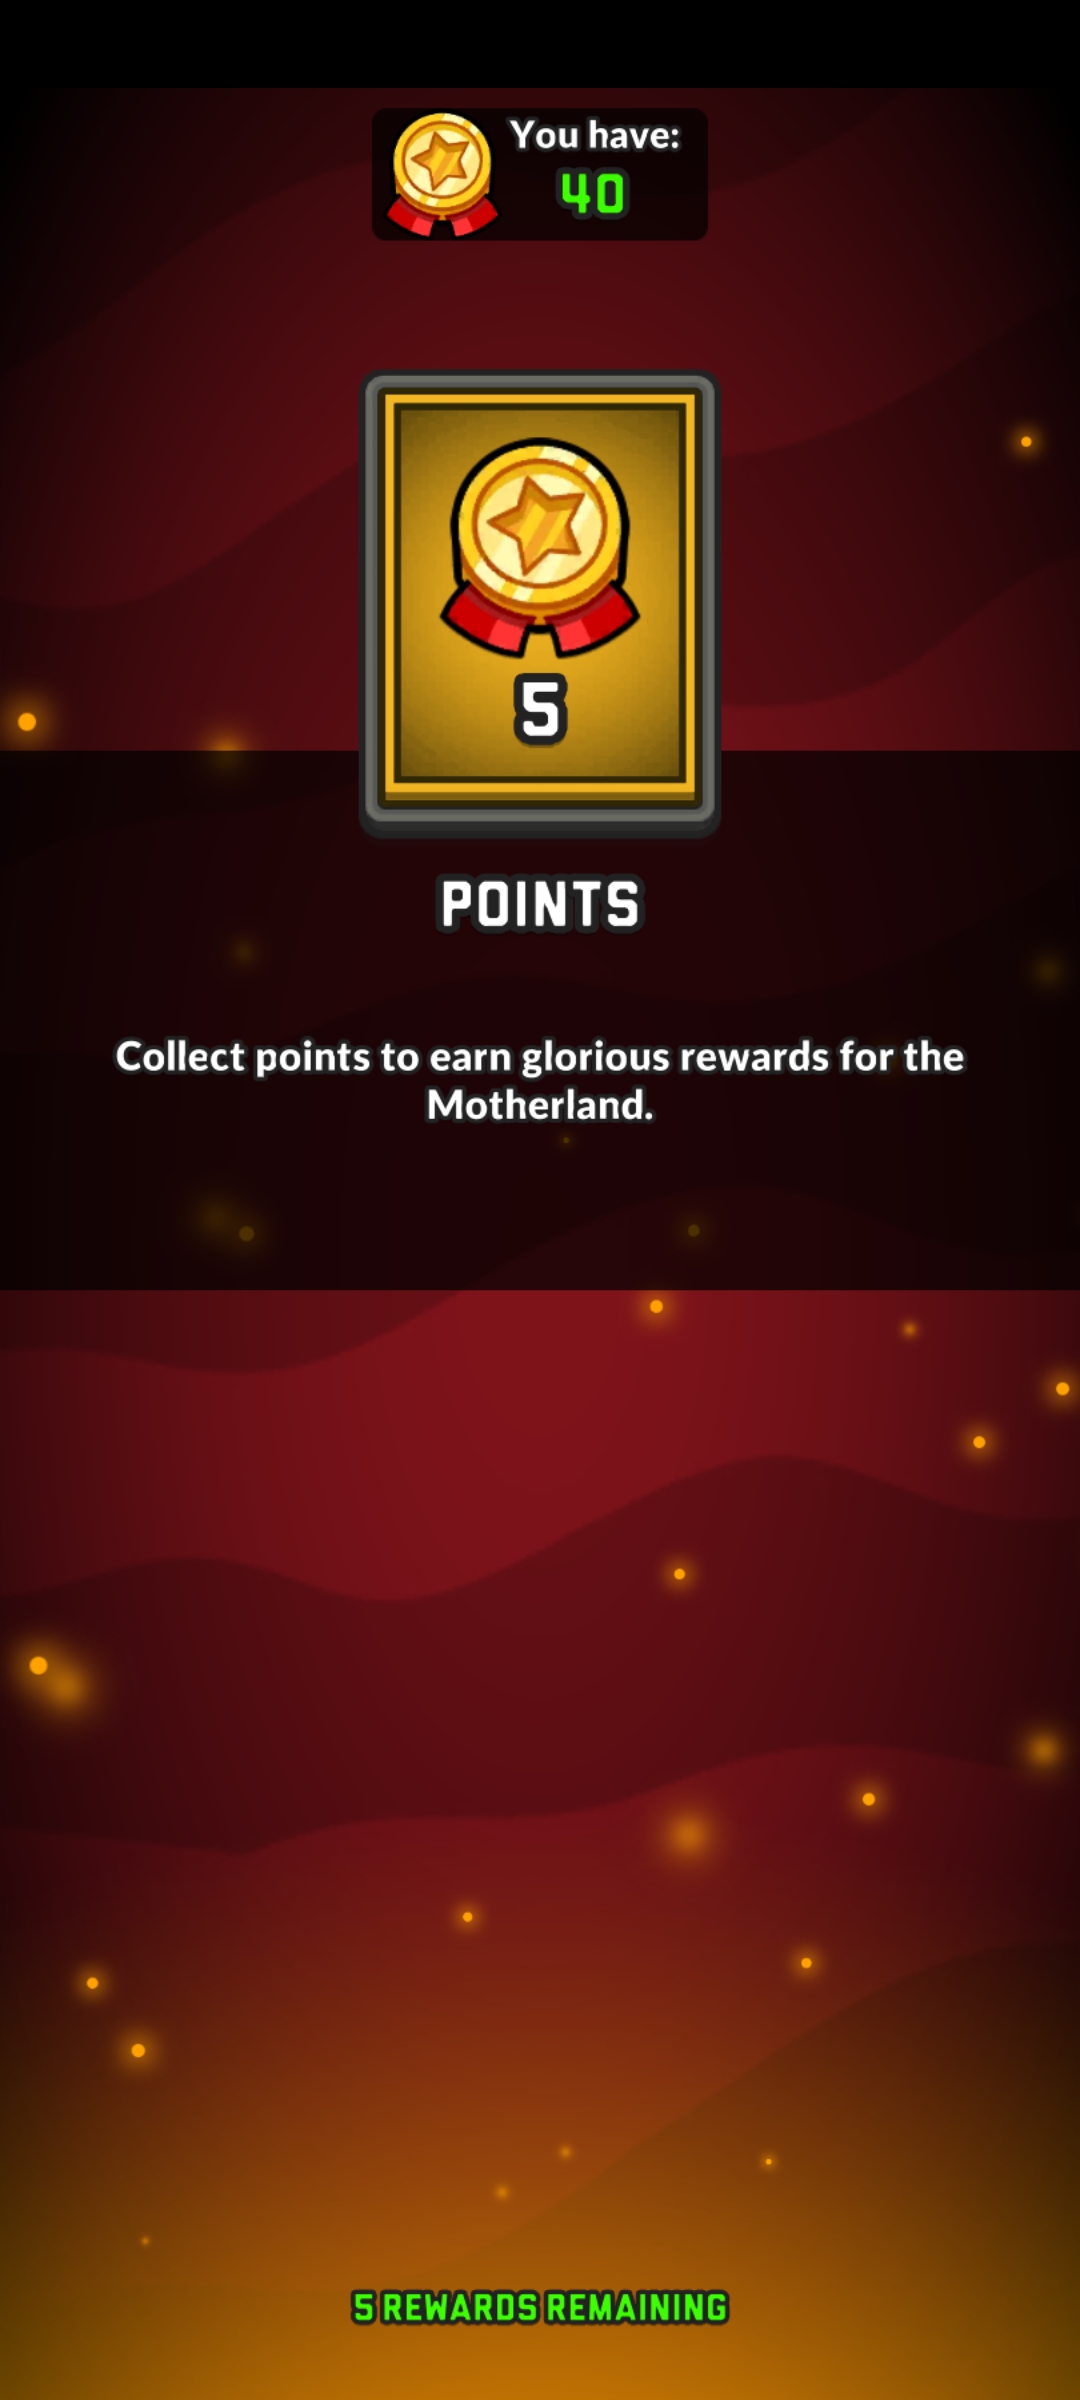 You have:
40
5
POINTS
Collect points to earn glorious rewards for the
Motherland.
5 REWARDS REMAINING